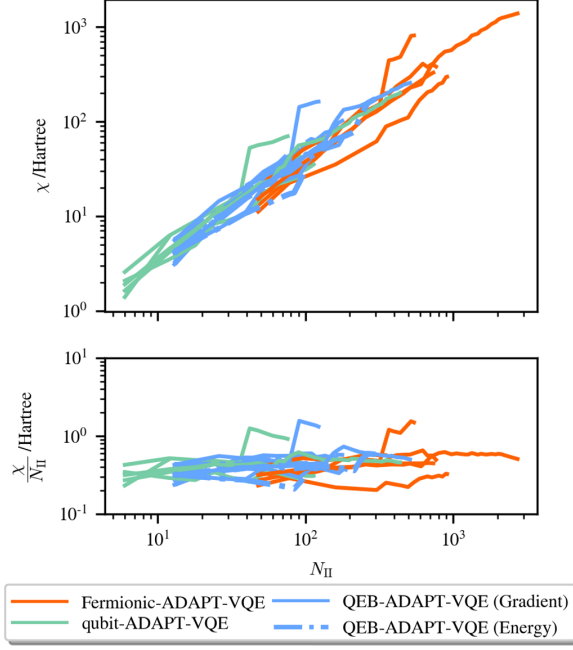 χ /Hartree
10³
10²
10¹
10⁰
χ/N_II /Hartree
10¹
10⁰
10⁻¹
10¹ 10² 10³
N_II
Fermionic-ADAPT-VQE
qubit-ADAPT-VQE
QEB-ADAPT-VQE (Gradient)
QEB-ADAPT-VQE (Energy)